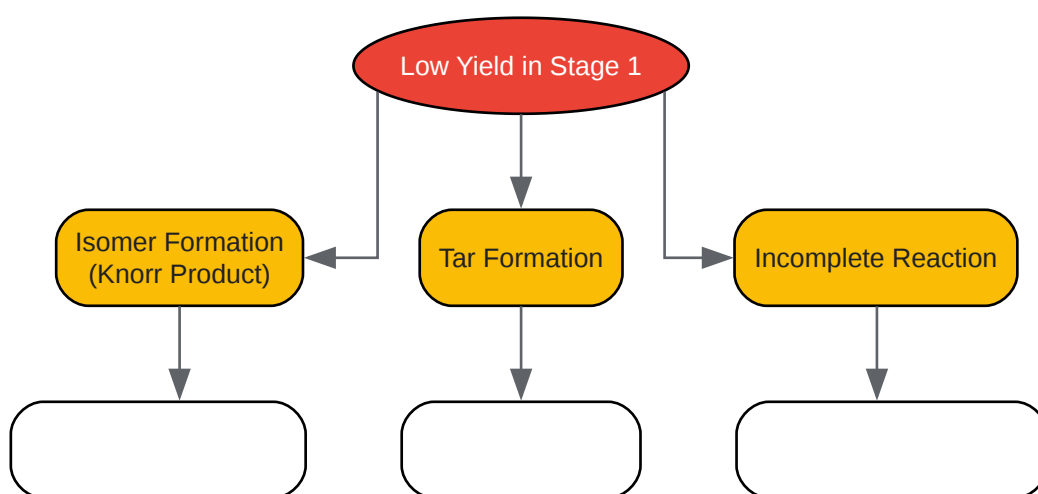 Low Yield in Stage 1
Isomer Formation
(Knorr Product)
Tar Formation
Incomplete Reaction